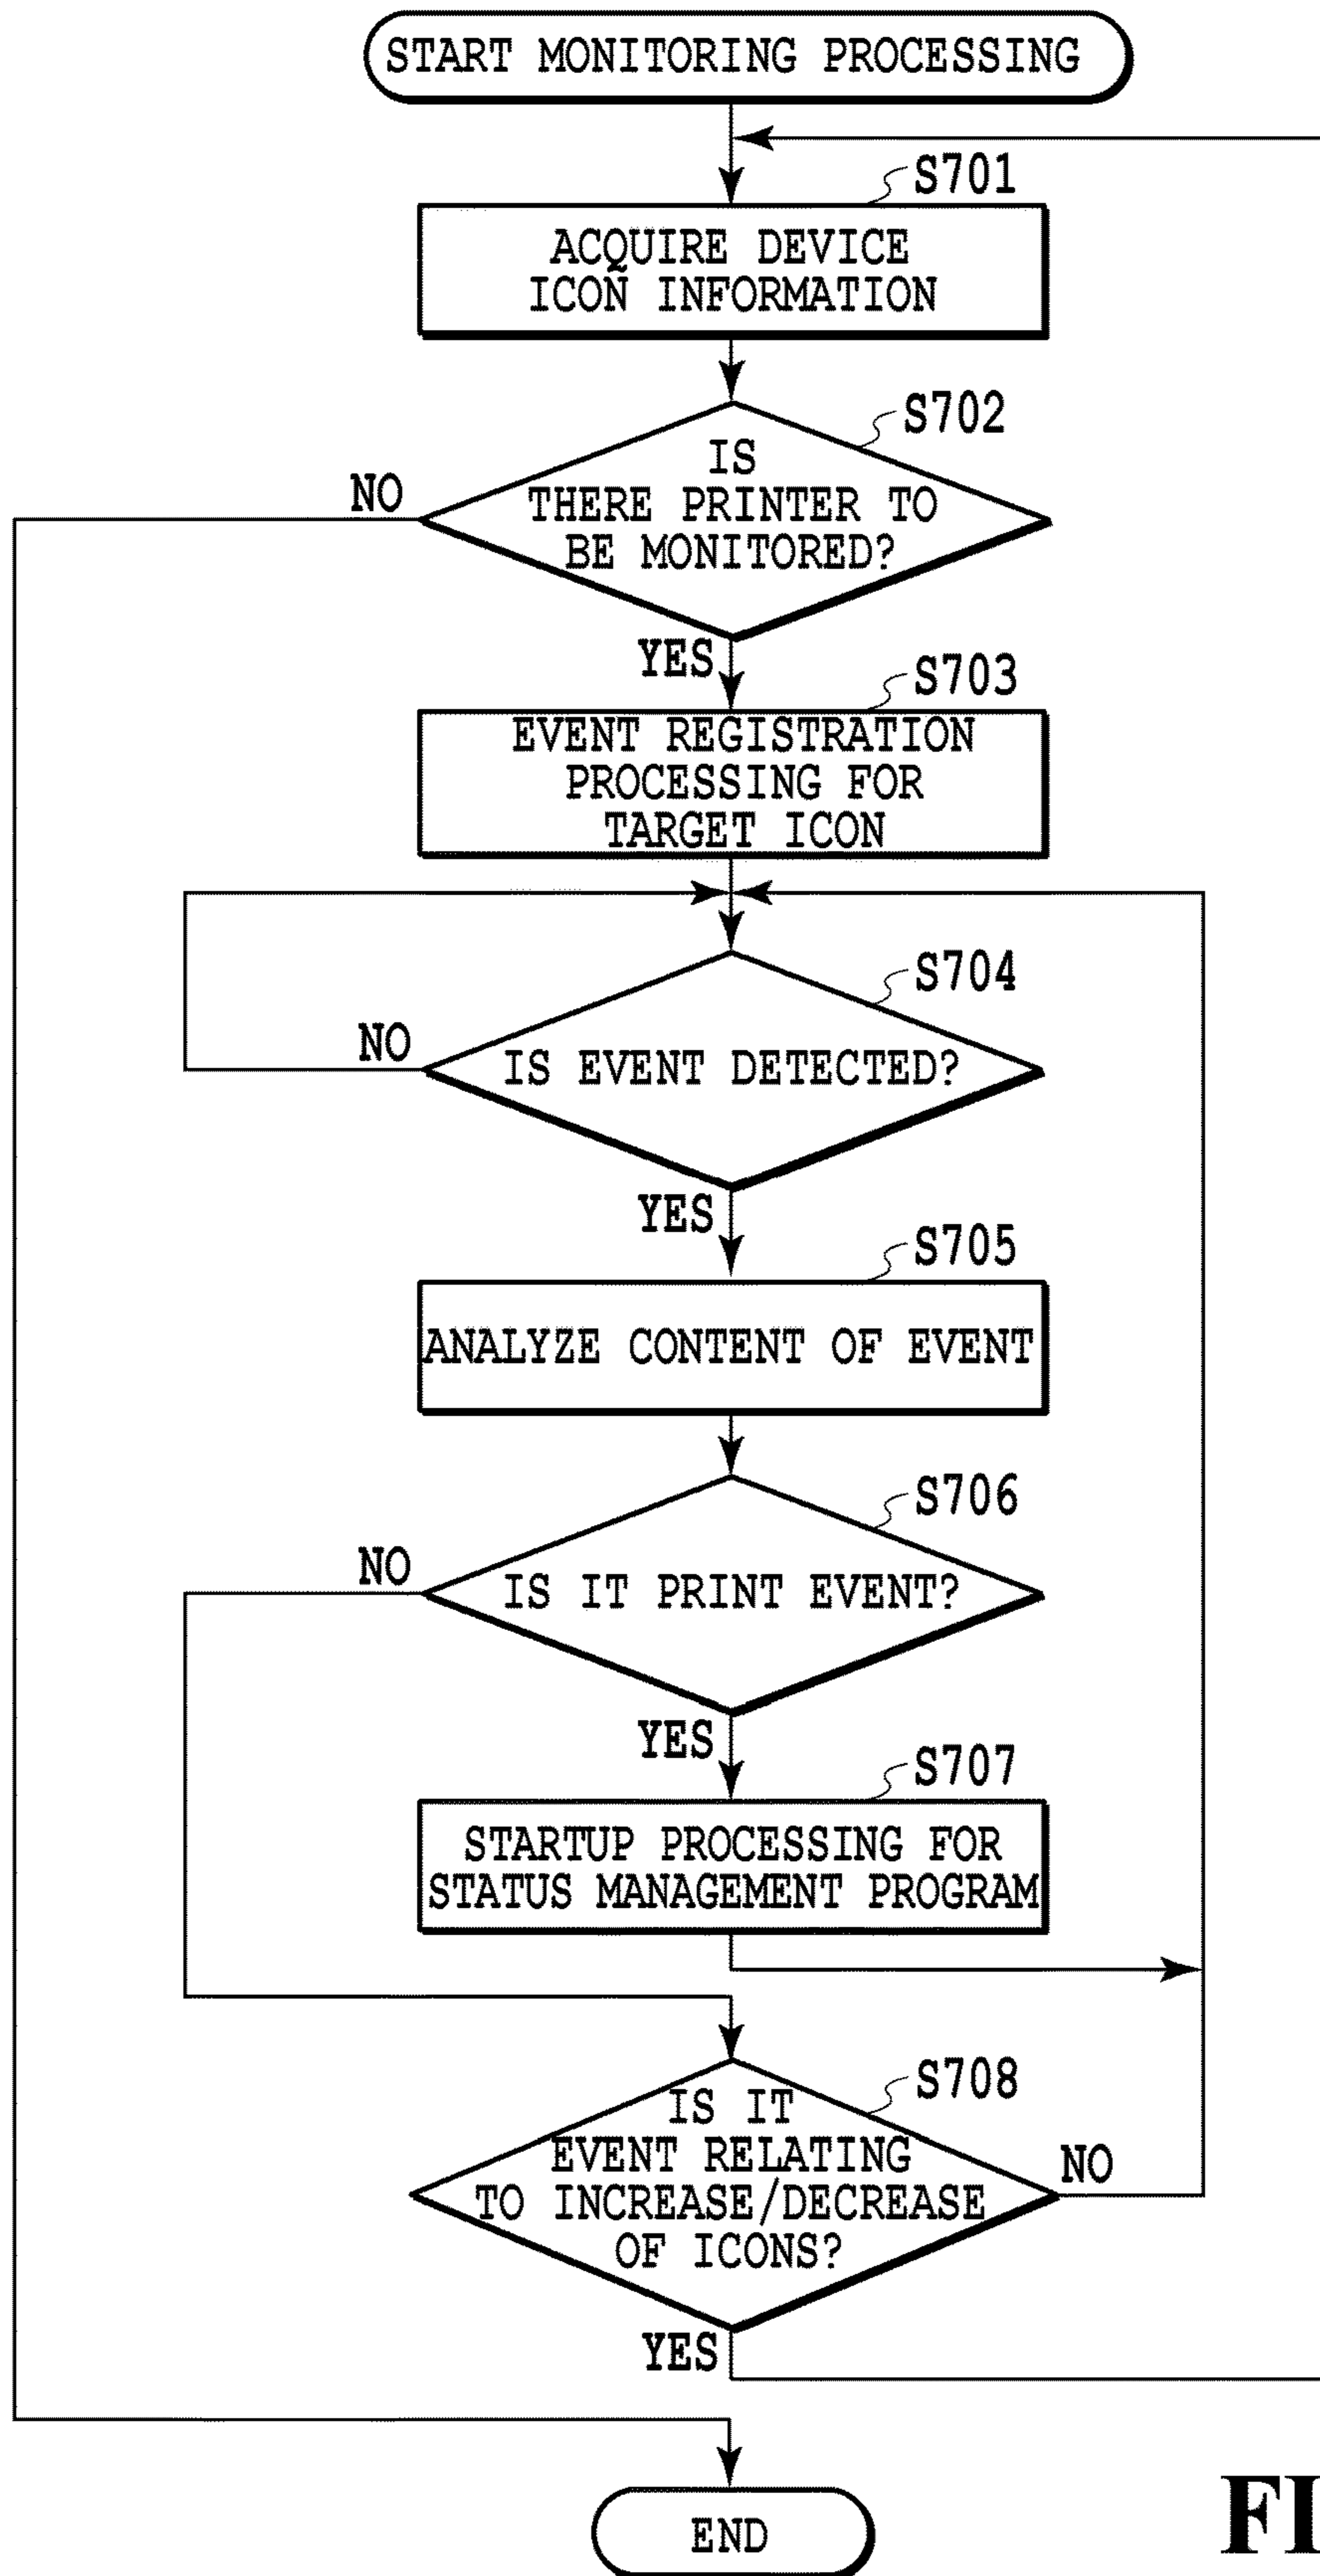 START MONITORING PROCESSING
S701
ACQUIRE DEVICE
ICON INFORMATION
S702
IS
THERE PRINTER TO
BE MONITORED?
NO
YES
S703
EVENT REGISTRATION
PROCESSING FOR
TARGET ICON
S704
IS EVENT DETECTED?
NO
YES
S705
ANALYZE CONTENT OF EVENT
S706
IS IT PRINT EVENT?
NO
YES
S707
STARTUP PROCESSING FOR
STATUS MANAGEMENT PROGRAM
S708
IS IT
EVENT RELATING
TO INCREASE/DECREASE
OF ICONS?
NO
YES
END
FI